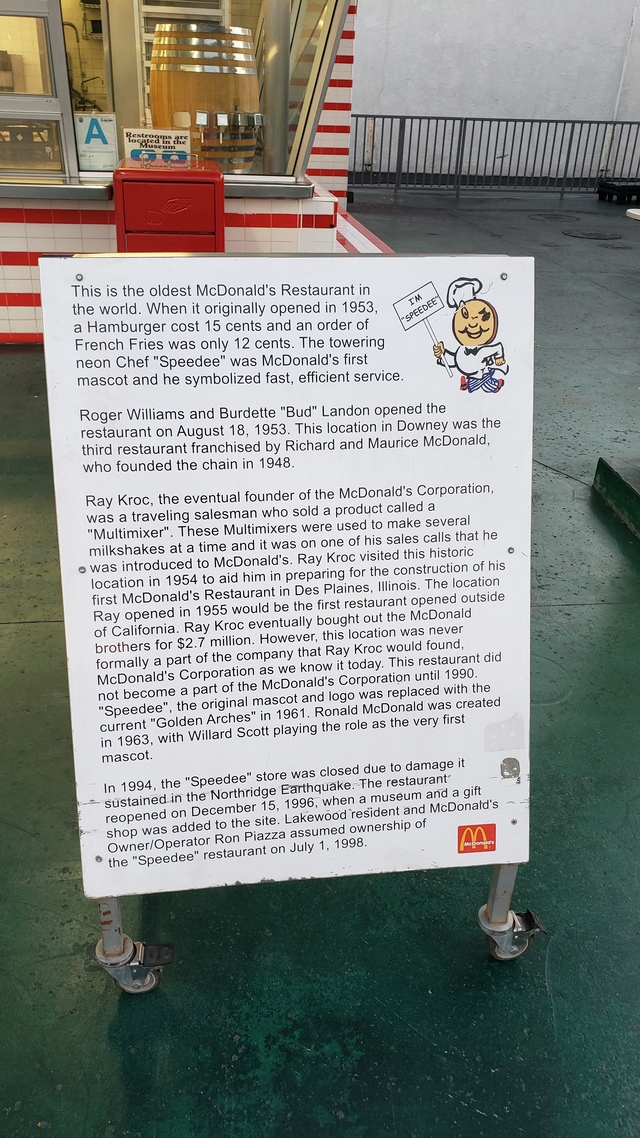 A
Restrooms are
located in the
Museum
This is the oldest McDonald's Restaurant in
the world. When it originally opened in 1953,
a Hamburger cost 15 cents and an order of
French Fries was only 12 cents. The towering
neon Chef "Speedee" was McDonald's first
mascot and he symbolized fast, efficient service.
I'M
"SPEEDEE"
Roger Williams and Burdette "Bud" Landon opened the
restaurant on August 18, 1953. This location in Downey was the
third restaurant franchised by Richard and Maurice McDonald,
who founded the chain in 1948.
Ray Kroc, the eventual founder of the McDonald's Corporation,
was a traveling salesman who sold a product called a
"Multimixer". These Multimixers were used to make several
milkshakes at a time and it was on one of his sales calls that he
was introduced to McDonald's. Ray Kroc visited this historic
location in 1954 to aid him in preparing for the construction of his
first McDonald's Restaurant in Des Plaines, Illinois. The location
Ray opened in 1955 would be the first restaurant opened outside
of California. Ray Kroc eventually bought out the McDonald
brothers for $2.7 million. However, this location was never
formally a part of the company that Ray Kroc would found,
McDonald's Corporation as we know it today. This restaurant did
not become a part of the McDonald's Corporation until 1990.
"Speedee", the original mascot and logo was replaced with the
current "Golden Arches" in 1961. Ronald McDonald was created
in 1963, with Willard Scott playing the role as the very first
mascot.
In 1994, the "Speedee" store was closed due to damage it
sustained in the Northridge Earthquake. The restaurant
reopened on December 15, 1996, when a museum and a gift
shop was added to the site. Lakewood resident and McDonald's
Owner/Operator Ron Piazza assumed ownership of
the "Speedee" restaurant on July 1, 1998.
McDonald's